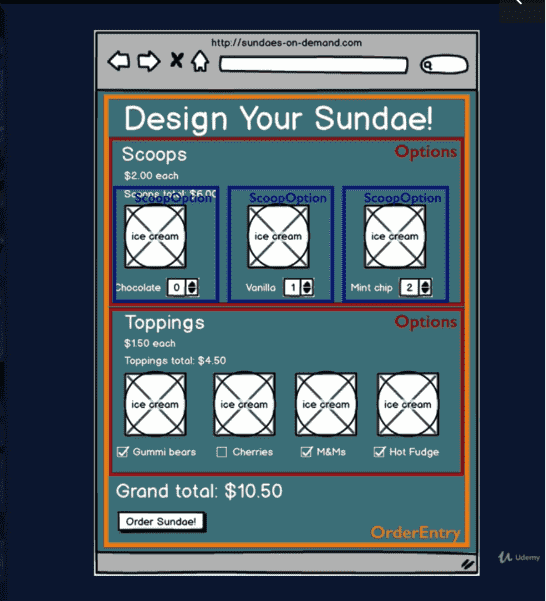 http://sundaes-on-demand.com
Design Your Sundae!
Scoops
Options
$2.00 each
Scoops total: $6.00
ScoopOption
ScoopOption
ScoopOption
ice cream
ice cream
ice cream
Chocolate 0
Vanilla 1
Mint chip 2
Toppings
Options
$1.50 each
Toppings total: $4.50
ice cream
ice cream
ice cream
ice cream
Gummi bears
Cherries
M&Ms
Hot Fudge
Grand total: $10.50
Order Sundae!
OrderEntry
Udemy